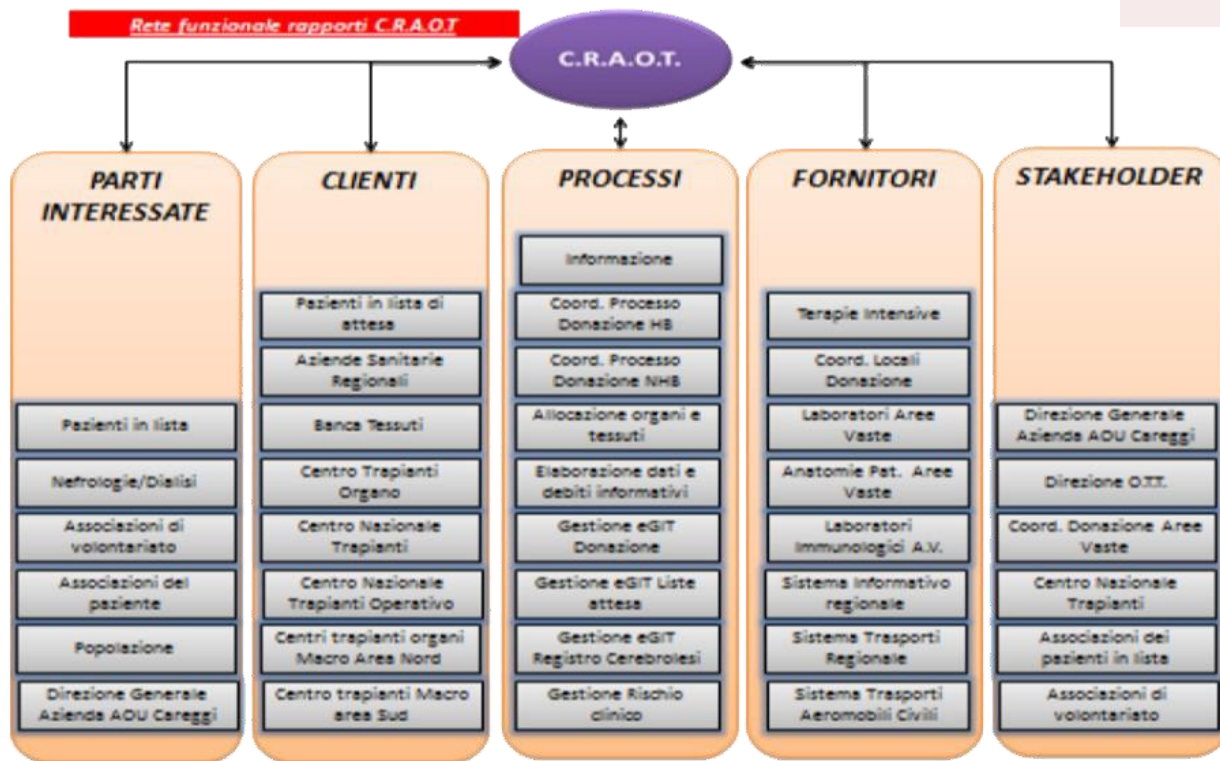 Rete funzionale rapporti C.R.A.O.T
C.R.A.O.T.
PARTI
INTERESSATE
Pazienti in lista
Nefrologie/Dialisi
Associazioni di
volontariato
Associazioni del
paziente
Popolazione
Direzione Generale
Azienda AOU Careggi
CLIENTI
Pazienti in lista di
attesa
Aziende Sanitarie
Regionali
Banca Tessuti
Centro Trapianti
Organo
Centro Nazionale
Trapianti
Centro Nazionale
Trapianti Operativo
Centri trapianti organi
Macro Area Nord
Centro trapianti Macro
area Sud
PROCESSI
Informazione
Coord. Processo
Donazione HB
Coord. Processo
Donazione NHB
Allocazione organi e
tessuti
Elaborazione dati e
debiti informativi
Gestione eGIT
Donazione
Gestione eGIT Liste
attesa
Gestione eGIT
Registro Cerebrolesi
Gestione Rischio
clinico
FORNITORI
Terapie Intensive
Coord. Locali
Donazione
Laboratori Aree
Vaste
Anatomie Pat. Aree
Vaste
Laboratori
Immunologici A.V.
Sistema Informativo
regionale
Sistema Trasporti
Regionale
Sistema Trasporti
Aeromobili Civili
STAKEHOLDER
Direzione Generale
Azienda AOU Careggi
Direzione O.T.T.
Coord. Donazione Aree
Vaste
Centro Nazionale
Trapianti
Associazioni dei
pazienti in lista
Associazioni di
volontariato